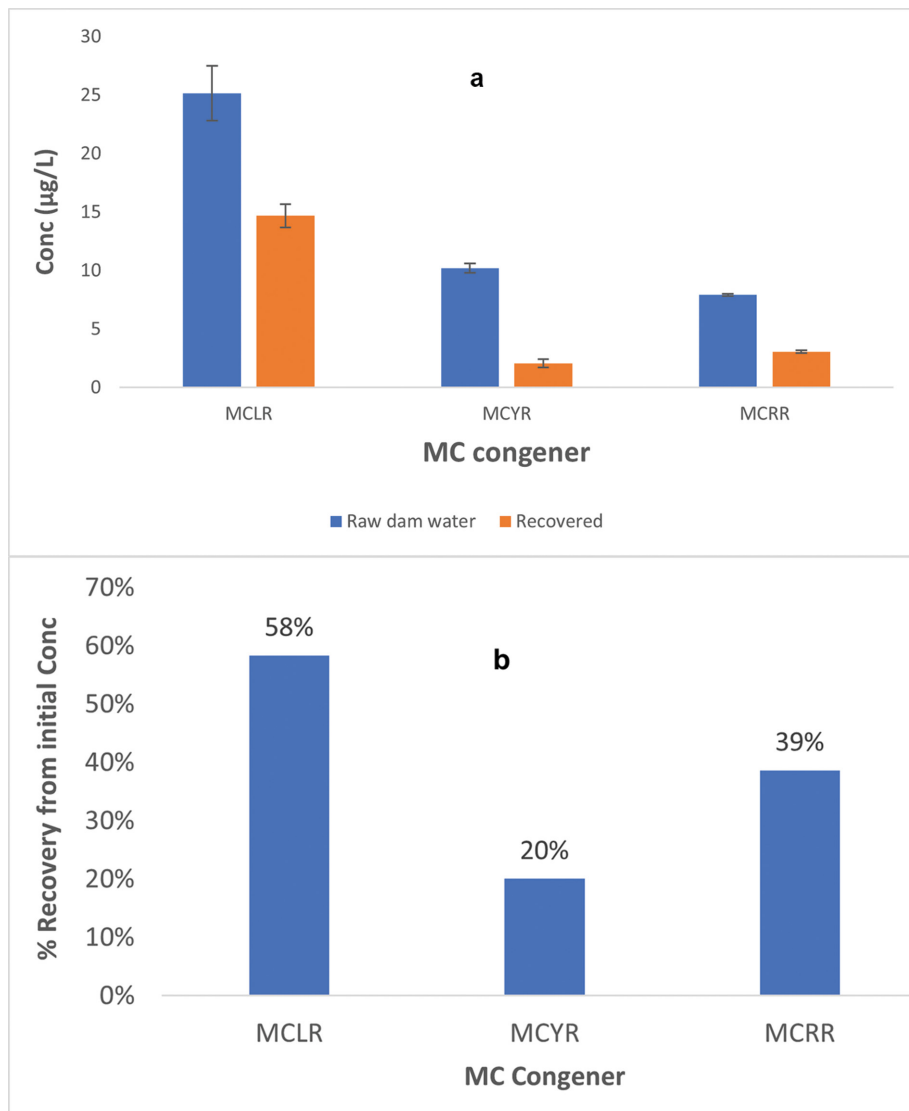 a
Conc (µg/L)
30
25
20
15
10
5
0
MCLR MCYR MCRR
MC congener
Raw dam water Recovered
b
% Recovery from initial Conc
70%
60%
50%
40%
30%
20%
10%
0%
58%
20%
39%
MCLR MCYR MCRR
MC Congener